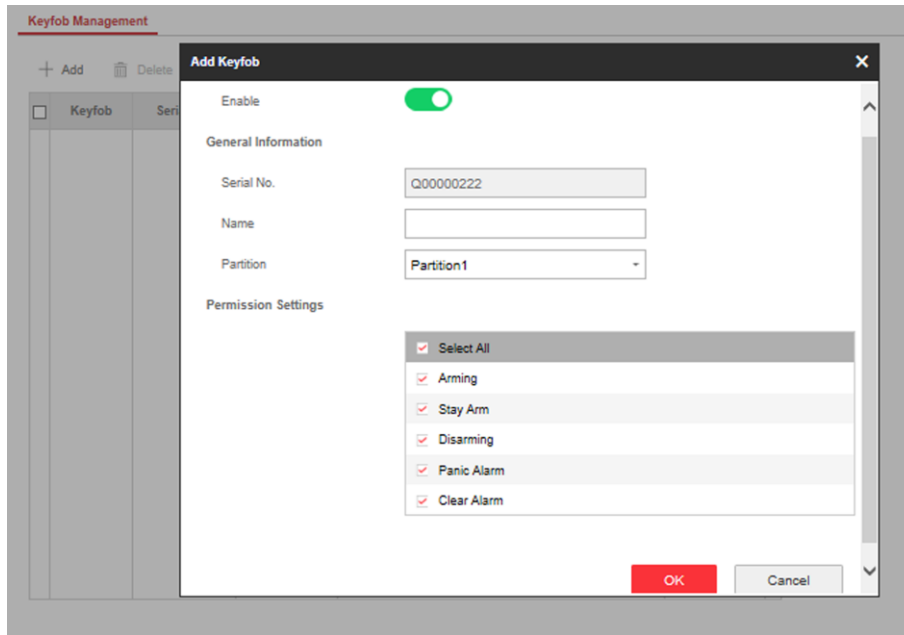 Keyfob Management
Add Delete
Keyfob
Add Keyfob
Enable
General Information
Serial No. Q00000222
Name
Partition Partition1
Permission Settings
Select All
Arming
Stay Arm
Disarming
Panic Alarm
Clear Alarm
OK Cancel